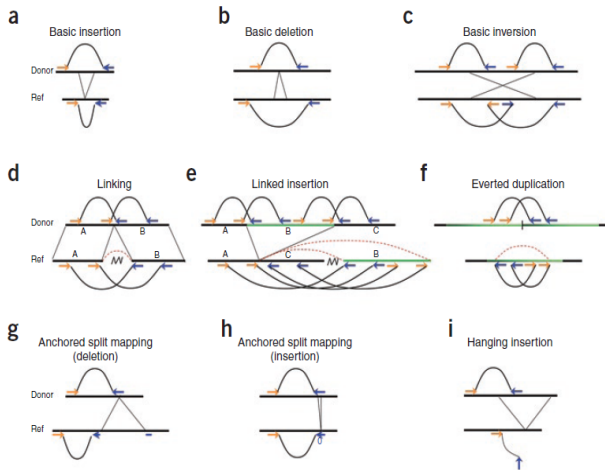 a b c
Basic insertion Basic deletion Basic inversion
Donor
Ref
d e f
Linking Linked insertion Everted duplication
Donor A B A B C
Ref A B A C B
g h i
Anchored split mapping (deletion) Anchored split mapping (insertion) Hanging insertion
Donor
Ref